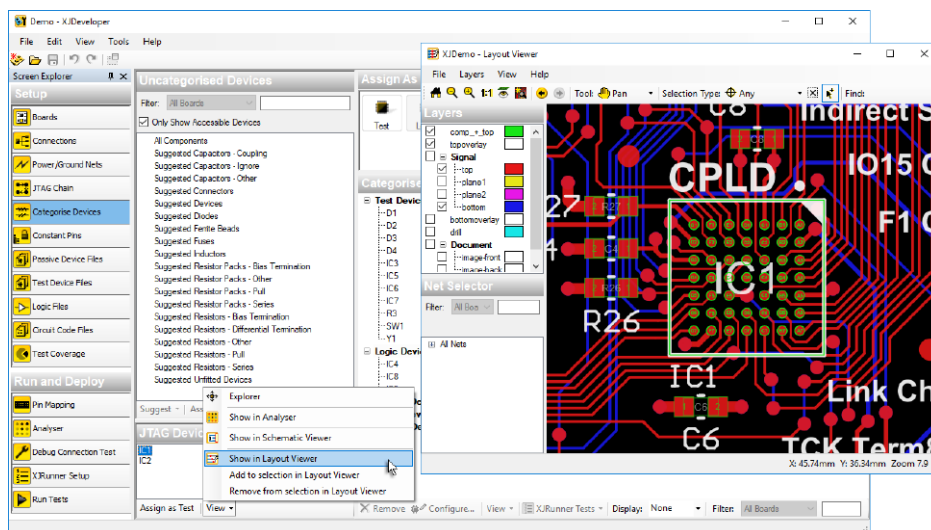 Demo - XJDeveloper
File Edit View Tools Help
Screen Explorer
Setup
Boards
Connections
Power/Ground Nets
JTAG Chain
Categorise Devices
Constant Pins
Passive Device Files
Test Device Files
Logic Files
Circuit Code Files
Test Coverage
Run and Deploy
Pin Mapping
Analyser
Debug Connection Test
XJRunner Setup
Run Tests
Uncategorised Devices
Filter: All Boards
Only Show Accessible Devices
All Components
Suggested Capacitors - Coupling
Suggested Capacitors - Ignore
Suggested Capacitors - Other
Suggested Connectors
Suggested Devices
Suggested Diodes
Suggested Ferrite Beads
Suggested Fuses
Suggested Inductors
Suggested Resistor Packs - Bias Termination
Suggested Resistor Packs - Other
Suggested Resistor Packs - Pull
Suggested Resistor Packs - Series
Suggested Resistors - Bias Termination
Suggested Resistors - Differential Termination
Suggested Resistors - Other
Suggested Resistors - Pull
Suggested Resistors - Series
Suggested Unfitted Devices
Suggest
JTAG Devi
IC1
IC2
Assign as Test View
Explorer
Show in Analyser
Show in Schematic Viewer
Show in Layout Viewer
Add to selection in Layout Viewer
Remove from selection in Layout Viewer
Assign As
Test
Categorise
Test Devic
D1
D2
D3
D4
IC3
IC5
IC6
IC7
R3
SW1
Y1
Logic Devi
IC4
IC8
Remove Configure... View XJRunner Tests Display: None Filter: All Boards
XJDemo - Layout Viewer
File Layers View Help
1:1 Tool: Pan Selection Type: Any Find:
Layers
comp_+_top
topoverlay
Signal
top
plane1
plane2
bottom
bottomoverlay
drill
Document
image-front
image-back
Net Selector
Filter: All Boa
All Nets
C8
Indirect S
C3
CPLD
IO15 C
27
R27
F1 C
4
C4
IC1
R26
R26
IC1
Link Ch
C6
C6
TCK Term8
X: 45.74mm Y: 36.34mm Zoom 7.9